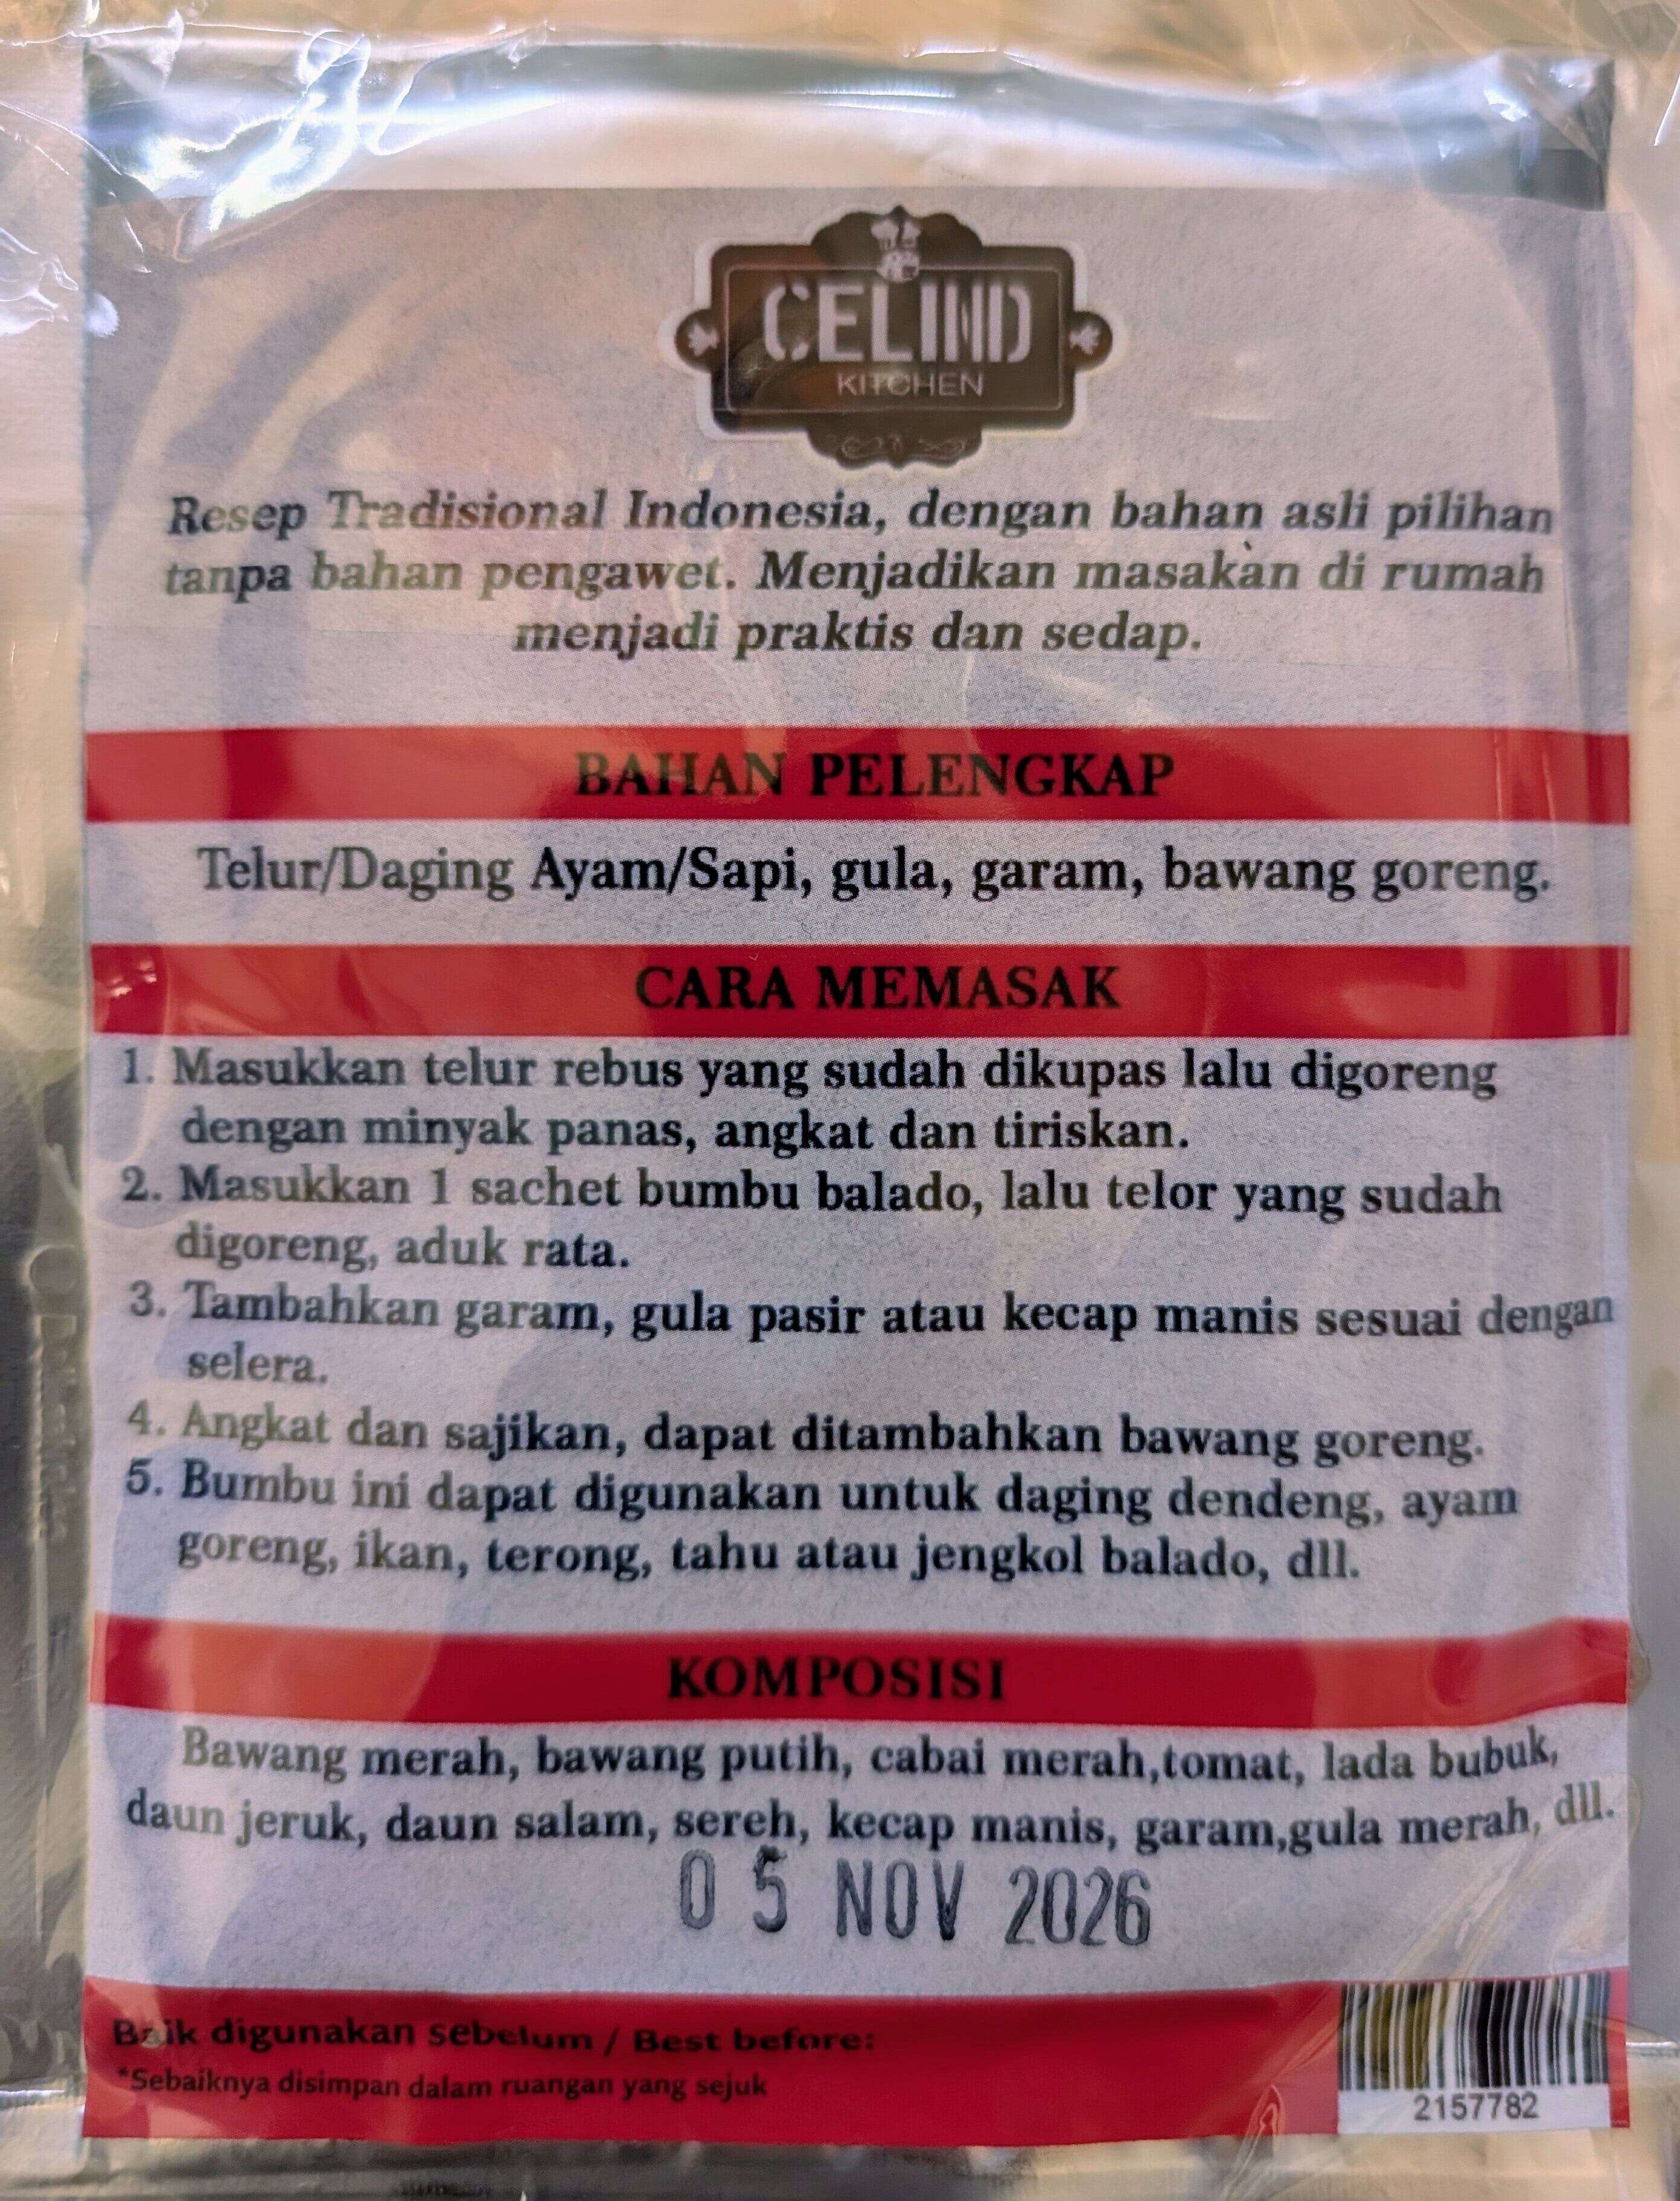 CELIND
KITCHEN
Resep Tradisional Indonesia, dengan bahan asli pilihan
tanpa bahan pengawet. Menjadikan masakan di rumah
menjadi praktis dan sedap.
BAHAN PELENGKAP
Telur/Daging Ayam/Sapi, gula, garam, bawang goreng.
CARA MEMASAK
1. Masukkan telur rebus yang sudah dikupas lalu digoreng
dengan minyak panas, angkat dan tiriskan.
2. Masukkan 1 sachet bumbu balado, lalu telor yang sudah
digoreng, aduk rata.
3. Tambahkan garam, gula pasir atau kecap manis sesuai dengan
selera.
4. Angkat dan sajikan, dapat ditambahkan bawang goreng.
5. Bumbu ini dapat digunakan untuk daging dendeng, ayam
goreng, ikan, terong, tahu atau jengkol balado, dll.
KOMPOSISI
Bawang merah, bawang putih, cabai merah,tomat, lada bubuk,
daun jeruk, daun salam, sereh, kecap manis, garam,gula merah, dll.
05 NOV 2026
Baik digunakan sebelum / Best before:
*Sebaiknya disimpan dalam ruangan yang sejuk
2157782